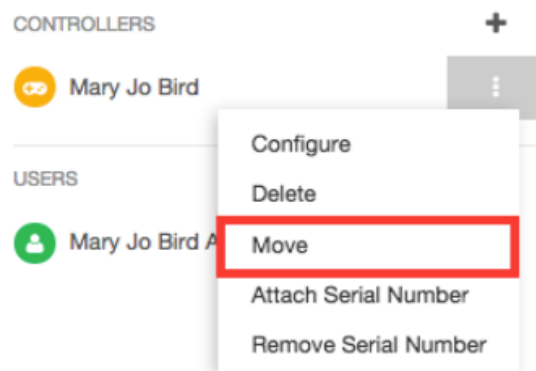 CONTROLLERS
Mary Jo Bird
Configure
USERS
Delete
Mary Jo Bird A
Move
Attach Serial Number
Remove Serial Number